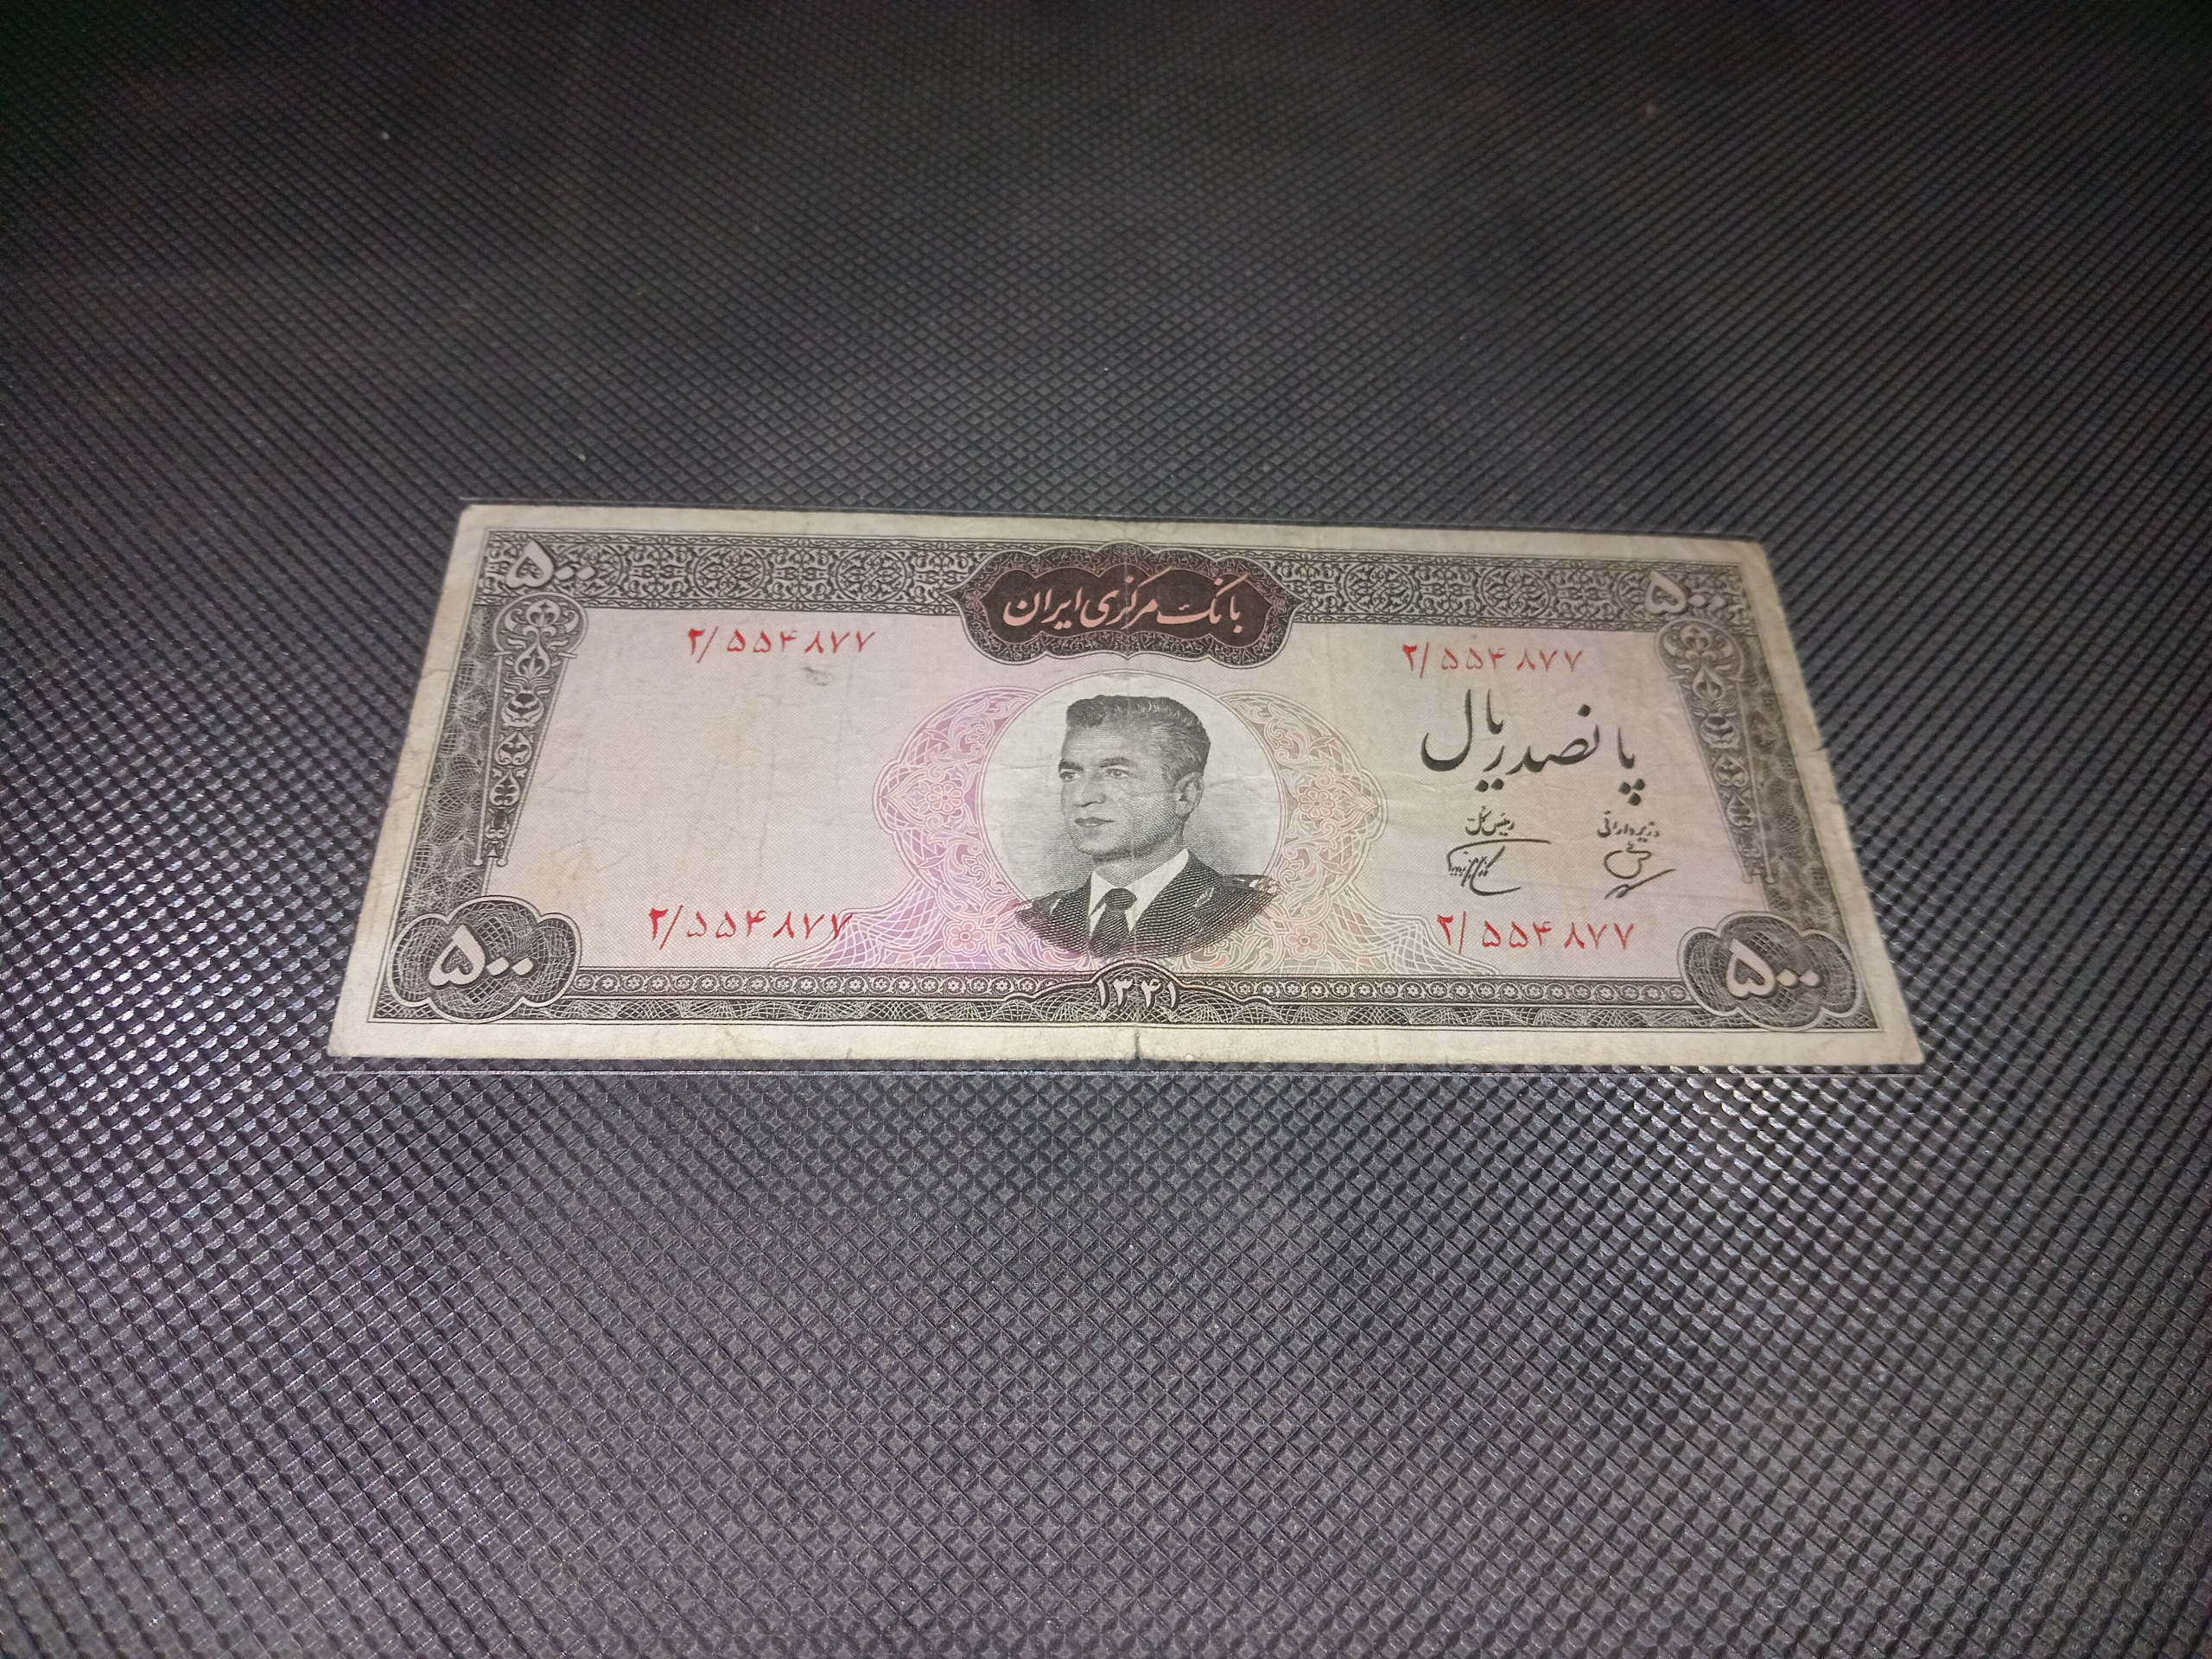 ۵۰۰
بانک مرکزی ایران
۵۰۰
۲/۵۵۴۸۷۷
۲/۵۵۴۸۷۷
پانصد ریال
وزیر دارائی
رئیس کل
۲/۵۵۴۸۷۷
۲/۵۵۴۸۷۷
۵۰۰
۱۳۴۱
۵۰۰